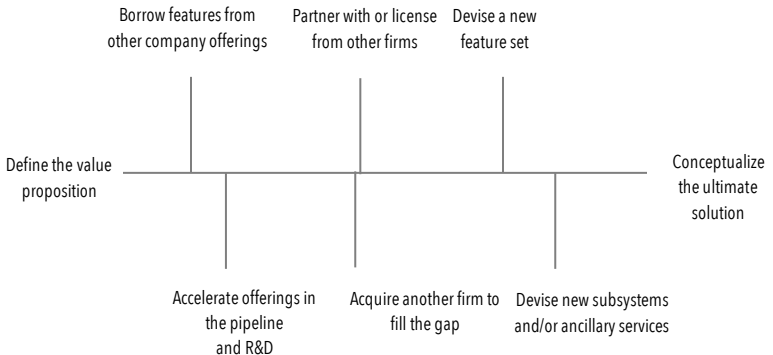 Borrow features from
other company offerings
Partner with or license
from other firms
Devise a new
feature set
Define the value
proposition
Conceptualize
the ultimate
solution
Accelerate offerings in
the pipeline
and R&D
Acquire another firm to
fill the gap
Devise new subsystems
and/or ancillary services